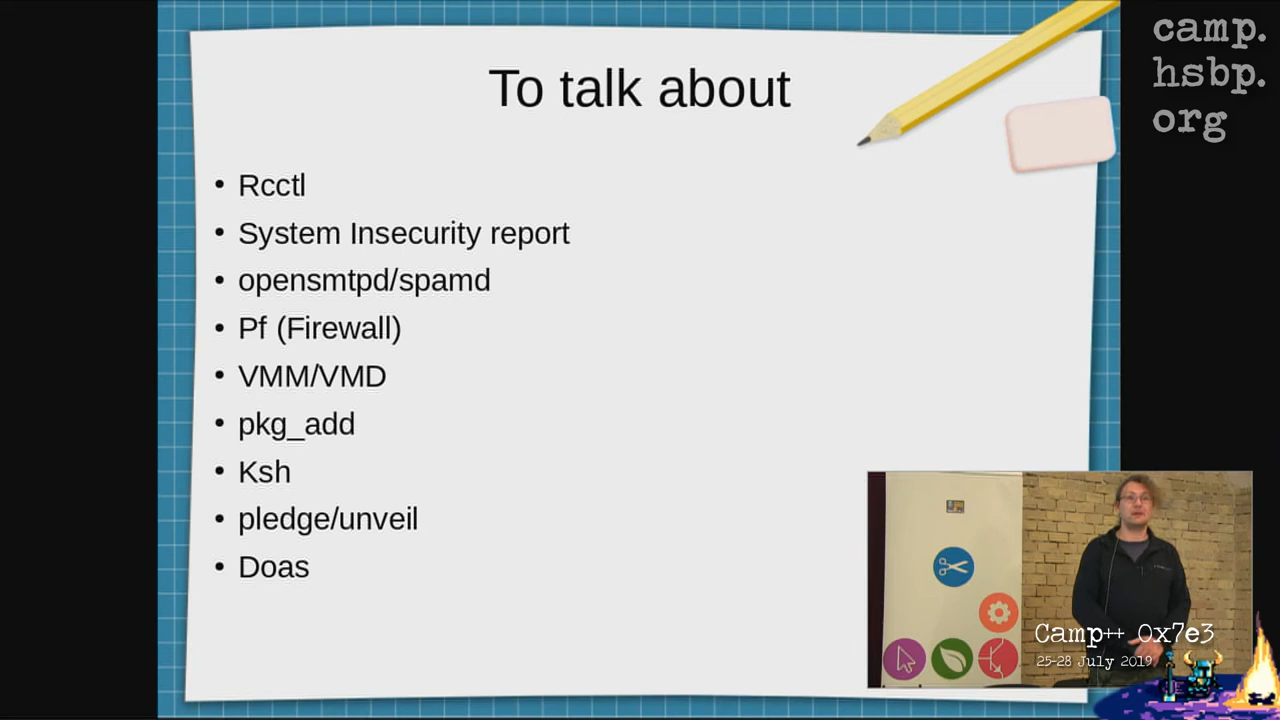 To talk about
Rcctl
System Insecurity report
opensmtpd/spamd
Pf (Firewall)
VMM/VMD
pkg_add
Ksh
pledge/unveil
Doas
camp.
hsbp.
org
Camp++ 0x7e3
25-28 July 2019